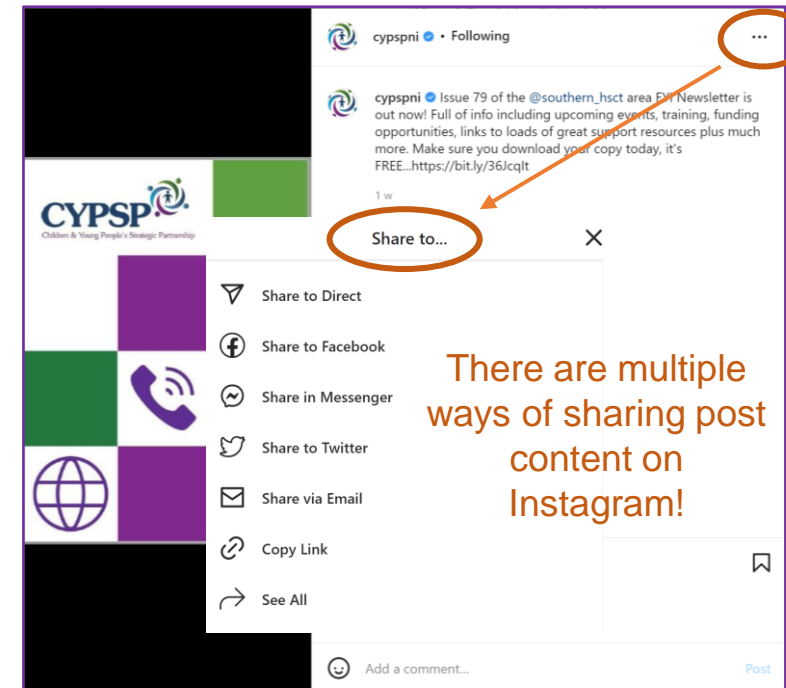 cypspni • Following
...
cypspni Issue 79 of the @southern_hsct area FYI Newsletter is
out now! Full of info including upcoming events, training, funding
opportunities, links to loads of great support resources plus much
more. Make sure you download your copy today, it's
FREE...https://bit.ly/36JcqIt
1 w
CYPSP
Children & Young People's Strategic Partnership
Share to...
Share to Direct
Share to Facebook
Share in Messenger
Share to Twitter
Share via Email
Copy Link
See All
There are multiple
ways of sharing post
content on
Instagram!
Add a comment...
Post